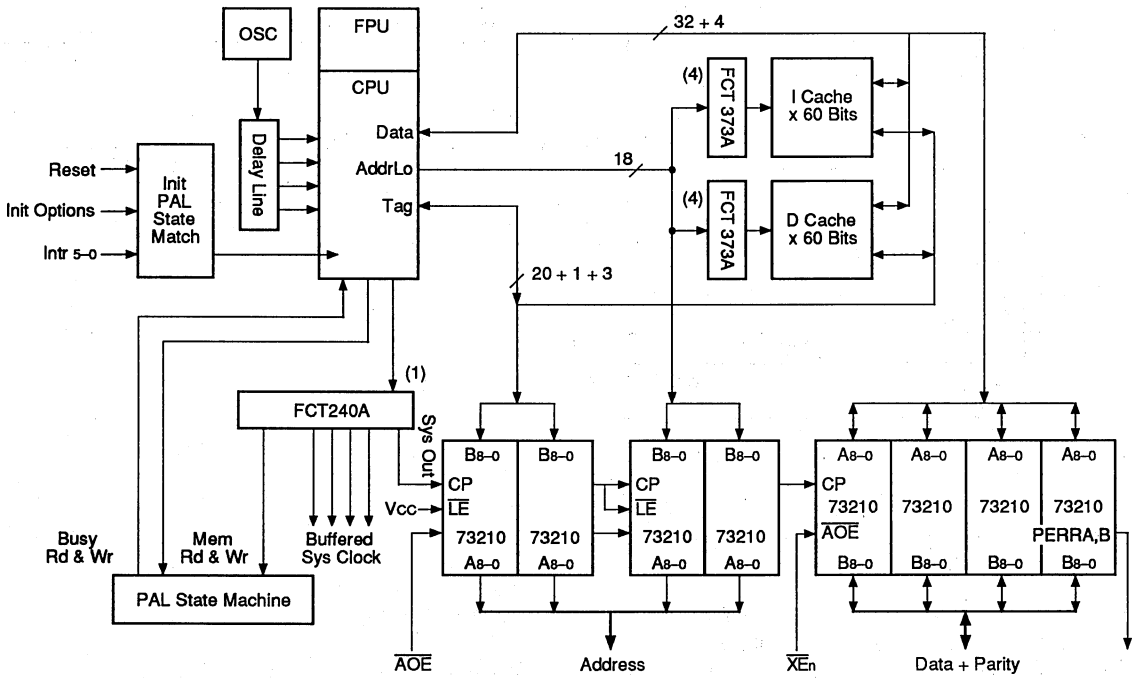 OSC
FPU
CPU
Data
AddrLo
Tag
Delay Line
Reset
Init Options
Intr 5–0
Init
PAL
State
Match
32 + 4
18
20 + 1 + 3
(4)
FCT 373A
I Cache
x 60 Bits
(4)
FCT 373A
D Cache
x 60 Bits
(1)
FCT240A
Sys Out
Busy
Rd & Wr
Mem
Rd & Wr
Buffered
Sys Clock
PAL State Machine
B8–0
B8–0
CP
LE
Vcc
73210
73210
A8–0
A8–0
AOE
B8–0
B8–0
CP
LE
73210
73210
A8–0
A8–0
Address
A8–0
A8–0
A8–0
A8–0
CP
73210
73210
73210
73210
AOE
PERRA,B
B8–0
B8–0
B8–0
B8–0
XEn
Data + Parity